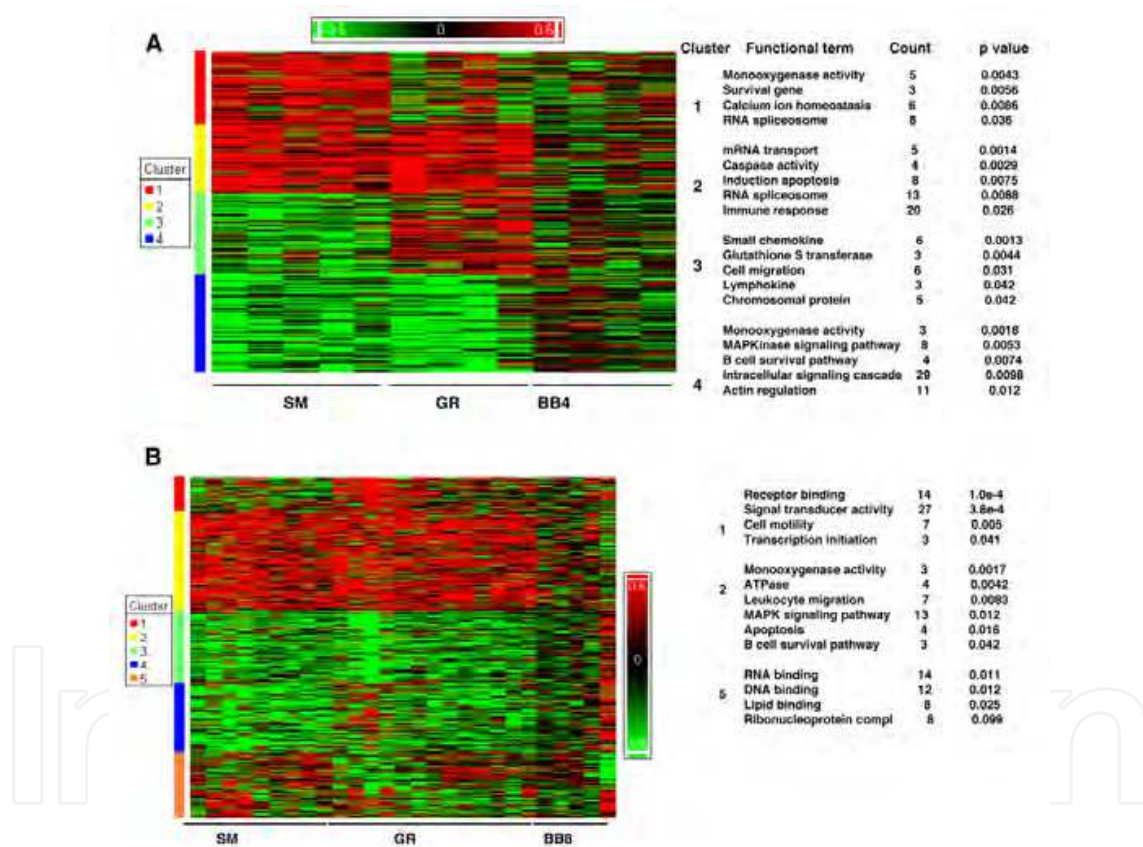 A
-0.6 0 0.6
Cluster Functional term Count p value
Monooxygenase activity 5 0.0043
Survival gene 3 0.0056
1 Calcium ion homeostasis 6 0.0086
RNA spliceosome 8 0.036
mRNA transport 5 0.0014
Caspase activity 4 0.0029
2 Induction apoptosis 8 0.0075
RNA spliceosome 13 0.0088
Immune response 20 0.026
Small chemokine 6 0.0013
Glutathione S transferase 3 0.0044
3 Cell migration 6 0.031
Lymphokine 3 0.042
Chromosomal protein 5 0.042
Monooxygenase activity 3 0.0016
MAPKinase signaling pathway 8 0.0053
B cell survival pathway 4 0.0074
Intracellular signaling cascade 29 0.0098
4 Actin regulation 11 0.012
Cluster
1
2
3
4
SM GR BB4
B
Receptor binding 14 1.0e-4
Signal transducer activity 27 3.8e-4
1 Cell motility 7 0.005
Transcription initiation 3 0.041
Monooxygenase activity 3 0.0017
2 ATPase 4 0.0042
Leukocyte migration 7 0.0083
MAPK signaling pathway 13 0.012
Apoptosis 4 0.016
B cell survival pathway 3 0.042
RNA binding 14 0.011
5 DNA binding 12 0.012
Lipid binding 8 0.025
Ribonucleoprotein compl 8 0.099
Cluster
1
2
3
4
5
0.6
0
SM GR BB8
In
n